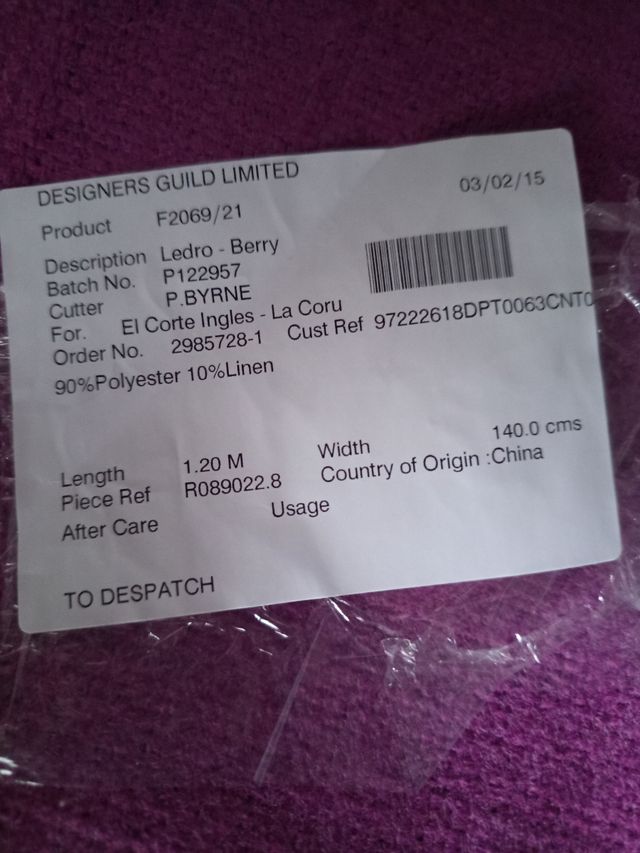 DESIGNERS GUILD LIMITED
03/02/15
Product F2069/21
Description Ledro - Berry
Batch No. P122957
Cutter P.BYRNE
For. El Corte Ingles - La Coru
Order No. 2985728-1 Cust Ref 97222618DPT0063CNT0
90%Polyester 10%Linen
Length 1.20 M Width 140.0 cms
Piece Ref R089022.8 Country of Origin :China
After Care Usage
TO DESPATCH